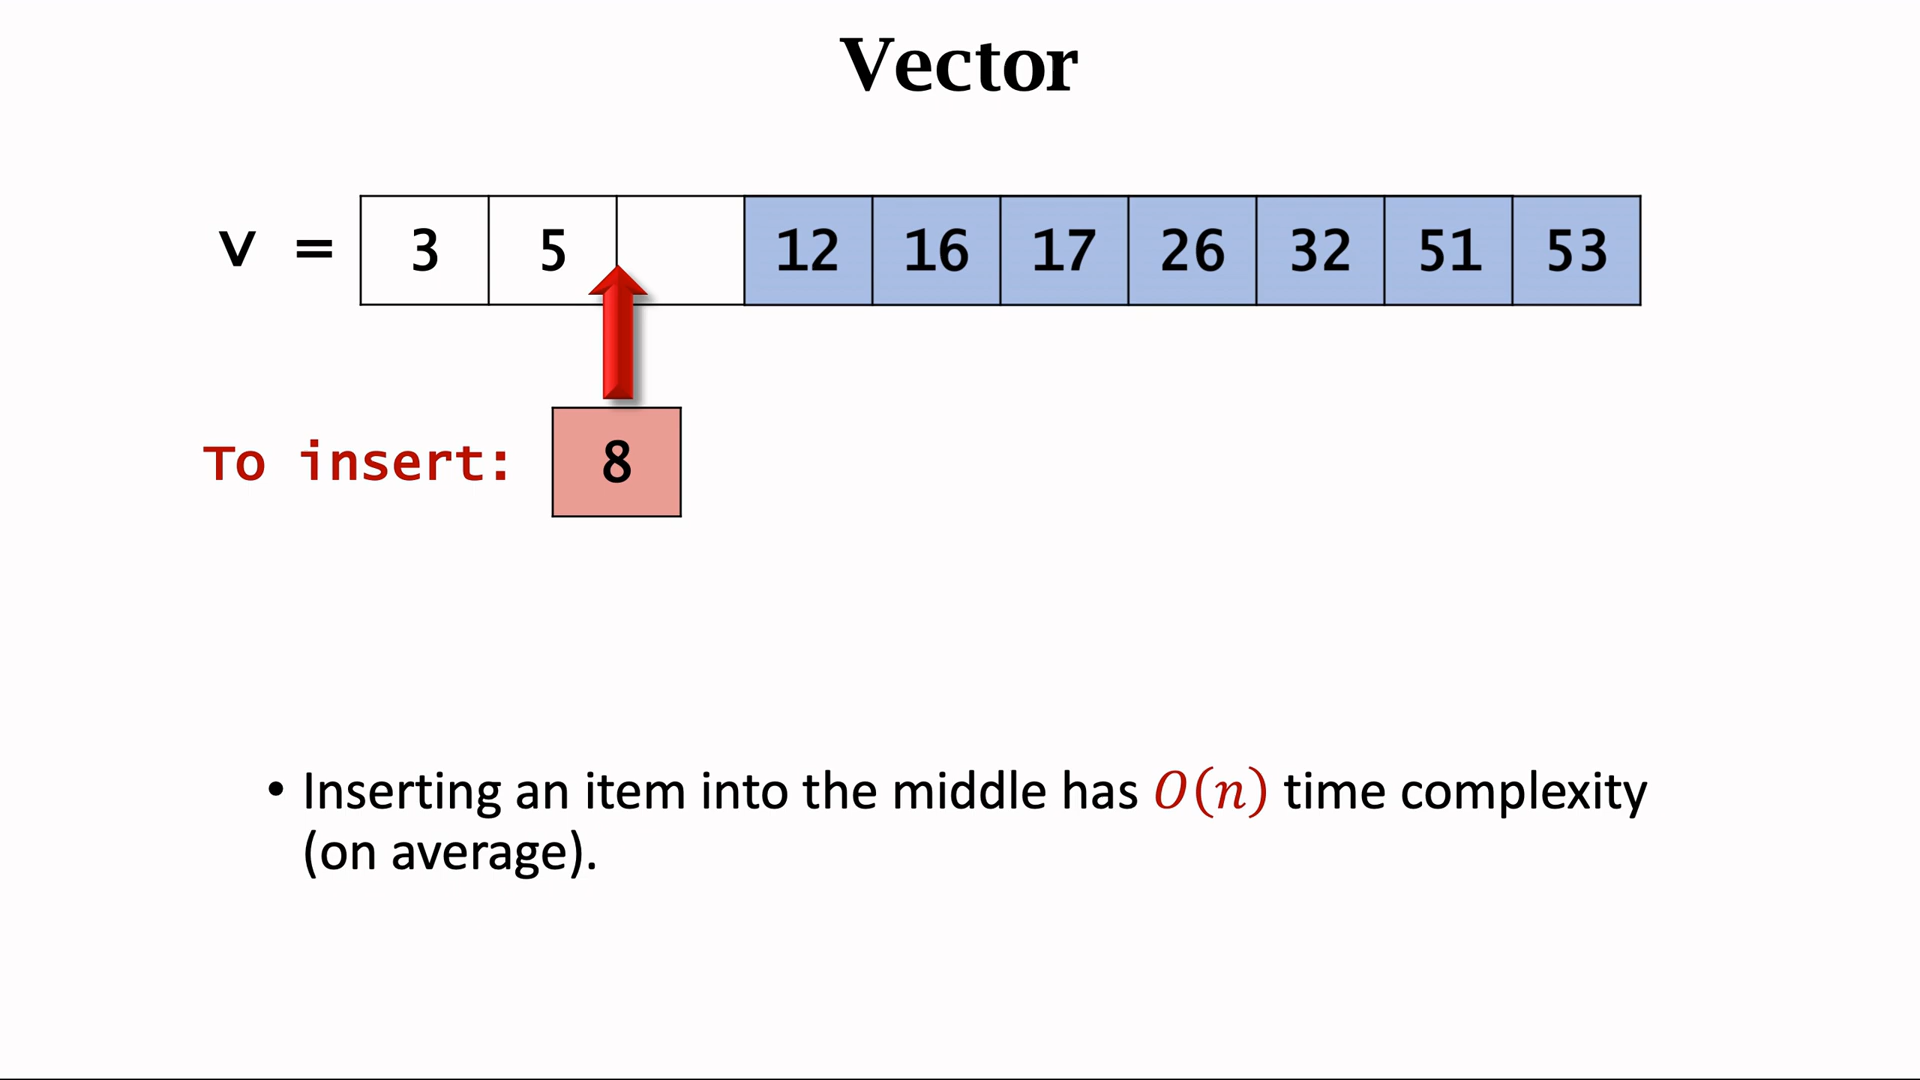 Vector
v = 3 5 12 16 17 26 32 51 53
To insert: 8
• Inserting an item into the middle has O(n) time complexity
(on average).